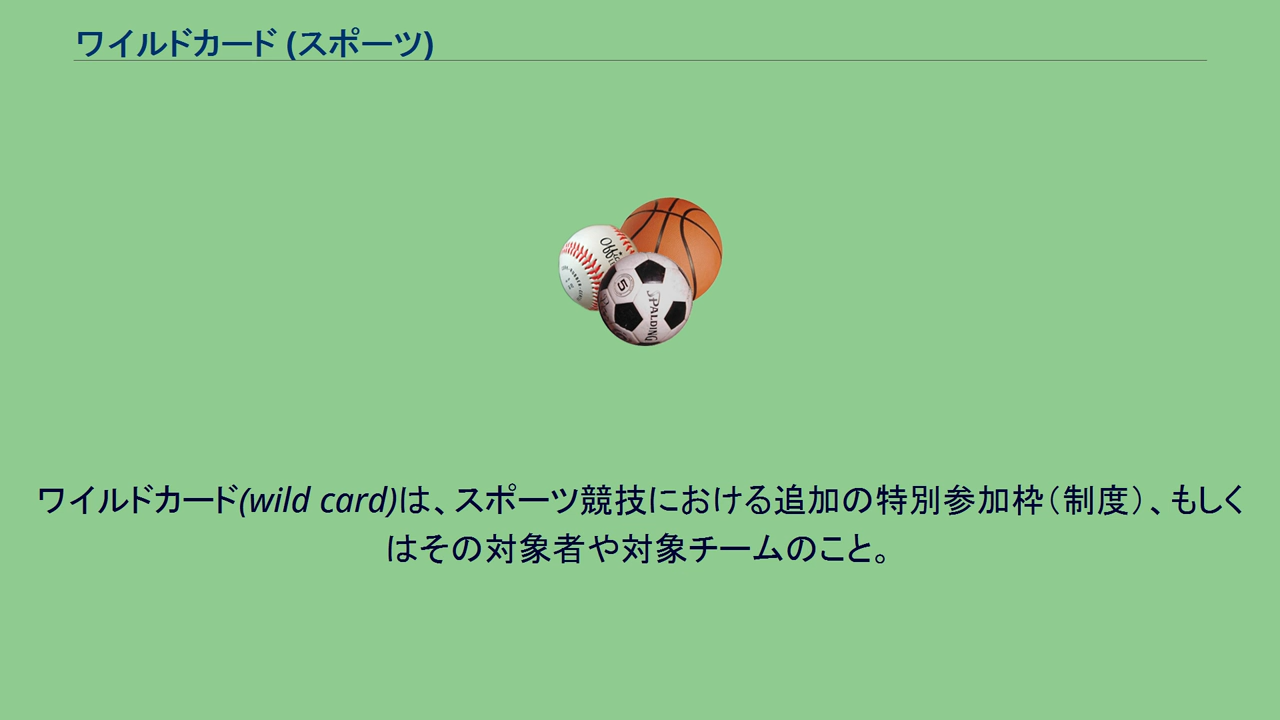 ワイルドカード (スポーツ)
Offici
5
SPALDING
ワイルドカード(wild card)は、スポーツ競技における追加の特別参加枠（制度）、もしく
はその対象者や対象チームのこと。